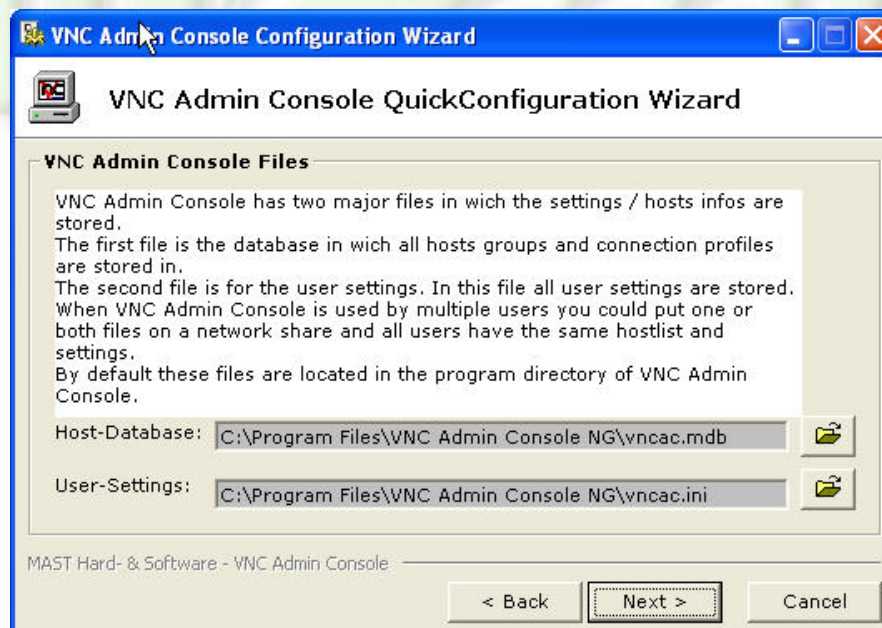 VNC Admin Console Configuration Wizard
VNC Admin Console QuickConfiguration Wizard
VNC Admin Console Files
VNC Admin Console has two major files in wich the settings / hosts infos are
stored.
The first file is the database in wich all hosts groups and connection profiles
are stored in.
The second file is for the user settings. In this file all user settings are stored.
When VNC Admin Console is used by multiple users you could put one or
both files on a network share and all users have the same hostlist and
settings.
By default these files are located in the program directory of VNC Admin
Console.
Host-Database: C:\Program Files\VNC Admin Console NG\vncac.mdb
User-Settings: C:\Program Files\VNC Admin Console NG\vncac.ini
MAST Hard- & Software - VNC Admin Console
< Back Next > Cancel